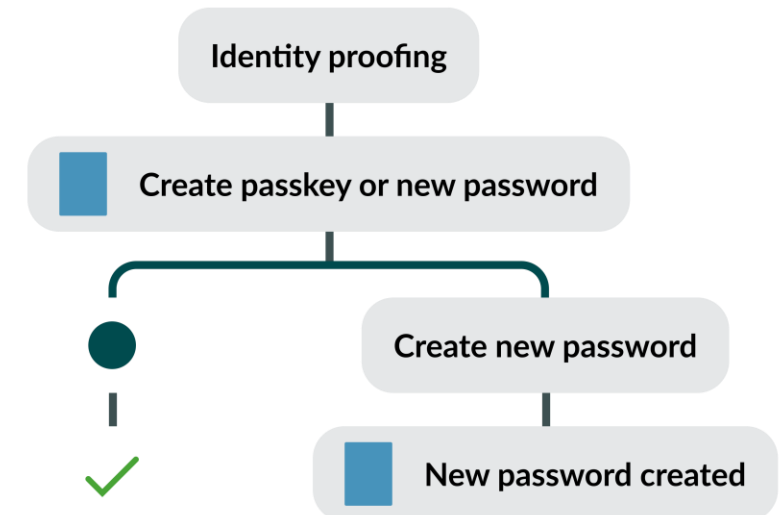 Identity proofing
Create passkey or new password
Create new password
New password created